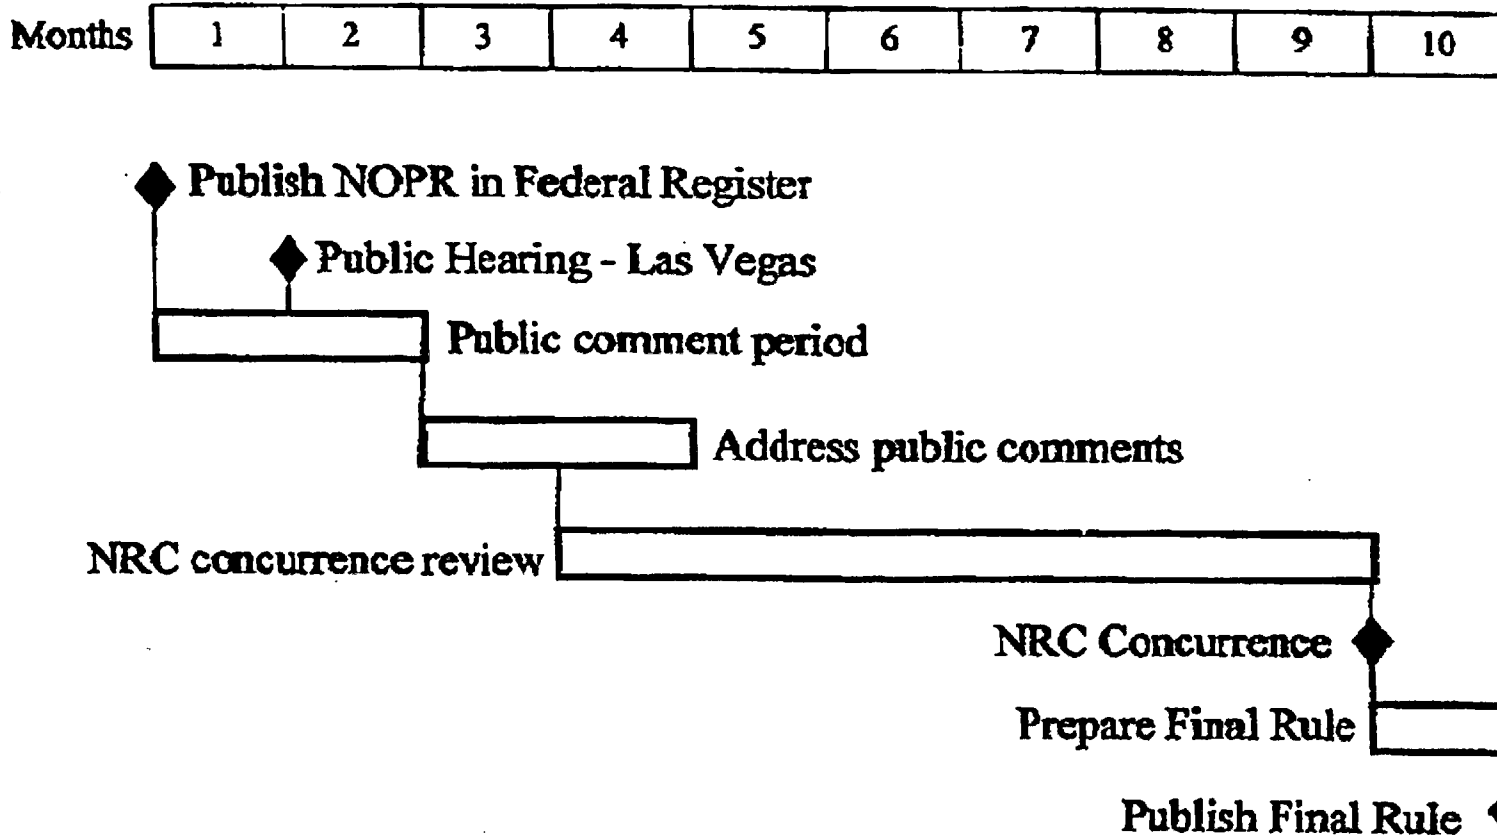 Months 1 2 3 4 5 6 7 8 9 10
Publish NOPR in Federal Register
Public Hearing - Las Vegas
Public comment period
Address public comments
NRC concurrence review
NRC Concurrence
Prepare Final Rule
Publish Final Rule